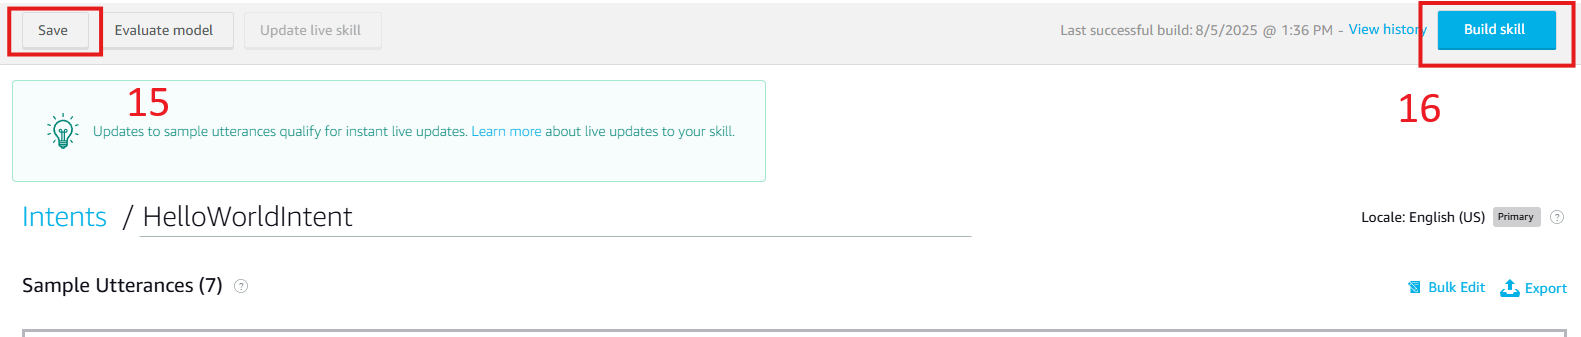 Save
Evaluate model
Update live skill
Last successful build: 8/5/2025 @ 1:36 PM - View history
Build skill
15
16
Updates to sample utterances qualify for instant live updates. Learn more about live updates to your skill.
Intents / HelloWorldIntent
Locale: English (US) Primary ?
Sample Utterances (7) ?
Bulk Edit
Export